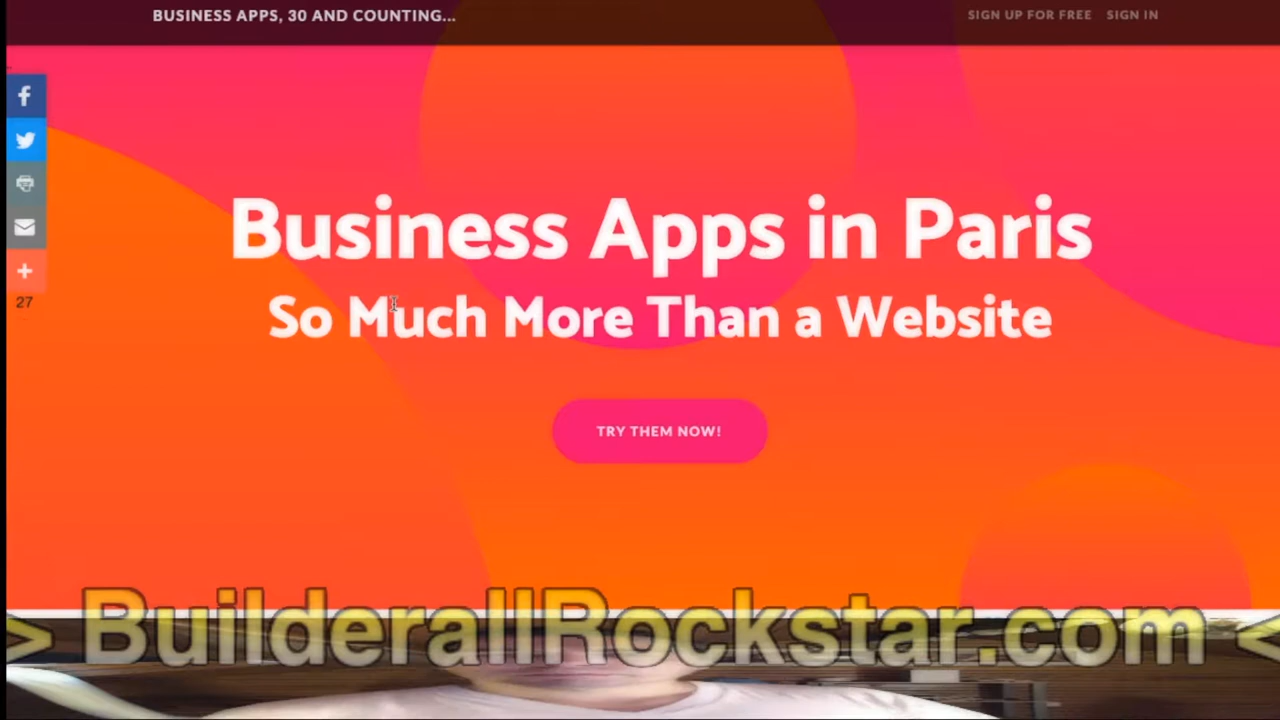 BUSINESS APPS, 30 AND COUNTING...
SIGN UP FOR FREE SIGN IN
Business Apps in Paris
So Much More Than a Website
27
TRY THEM NOW!
> BuilderallRockstar.com <